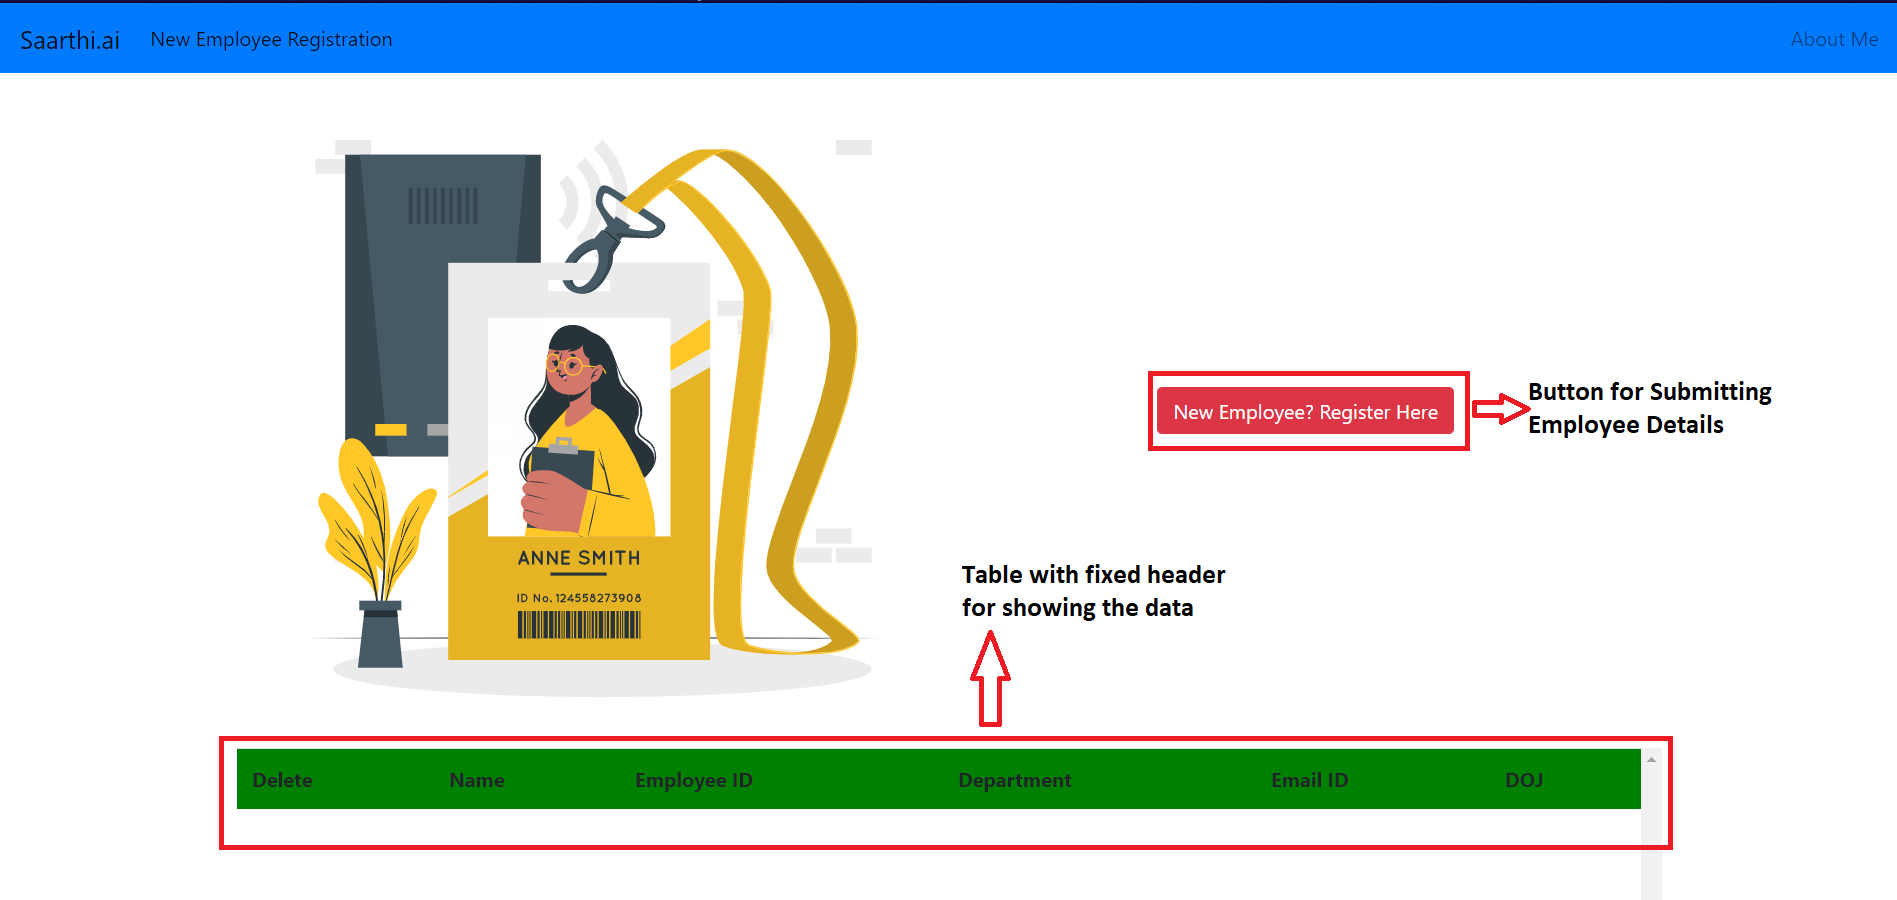 Saarthi.ai New Employee Registration About Me
New Employee? Register Here
Button for Submitting
Employee Details
ANNE SMITH
ID No. 124558273908
Table with fixed header
for showing the data
Delete Name Employee ID Department Email ID DOJ